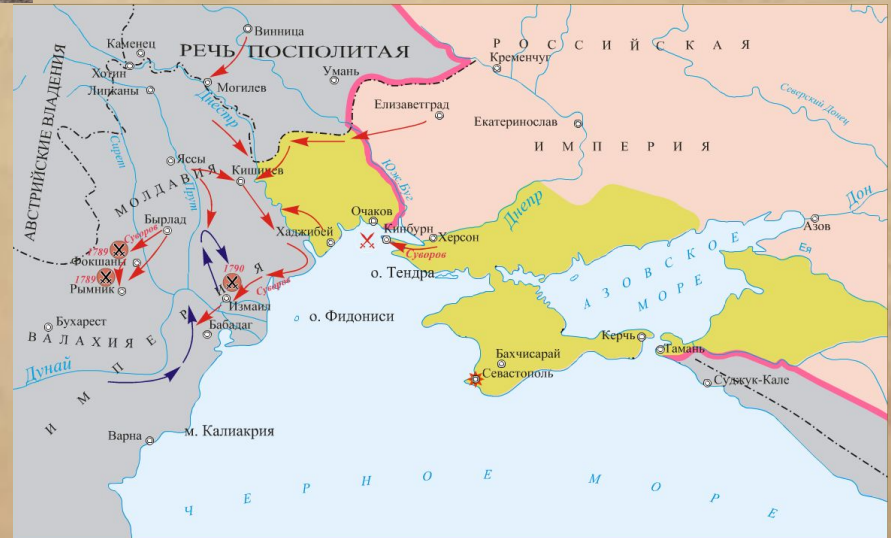 РОССИЙСКАЯ
ИМПЕРИЯ
РЕЧЬ ПОСПОЛИТАЯ
АВСТРИЙСКИЕ ВЛАДЕНИЯ
Винница
Каменец
Хотин
Липканы
Могилев
Умань
Кременчуг
Елизаветград
Екатеринослав
Северский Донец
Днестр
Сирет
Прут
Юж Буг
Днепр
Дон
Яссы
Кишинев
МОЛДАВИЯ
Бырлад
Суворов
1789
Фокшаны
1789
Рымник
Хаджибей
Очаков
Кинбурн
Херсон
Суворов
о. Тендра
Азов
Ея
АЗОВСКОЕ
МОРЕ
1790
Суворов
Измаил
о. Фидониси
Бухарест
ВАЛАХИЯ
Бабадаг
ИМПЕРИЯ
Дунай
Керчь
Тамань
Бахчисарай
Севастополь
Суджук-Кале
Варна
м. Калиакрия
ЧЕРНОЕ МОРЕ